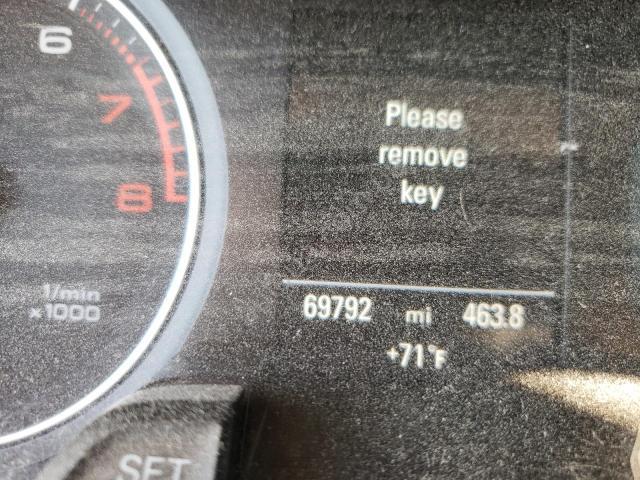 6
7
8
1/min
x1000
Please
remove
key
69792 mi 463.8
+71°F
SET